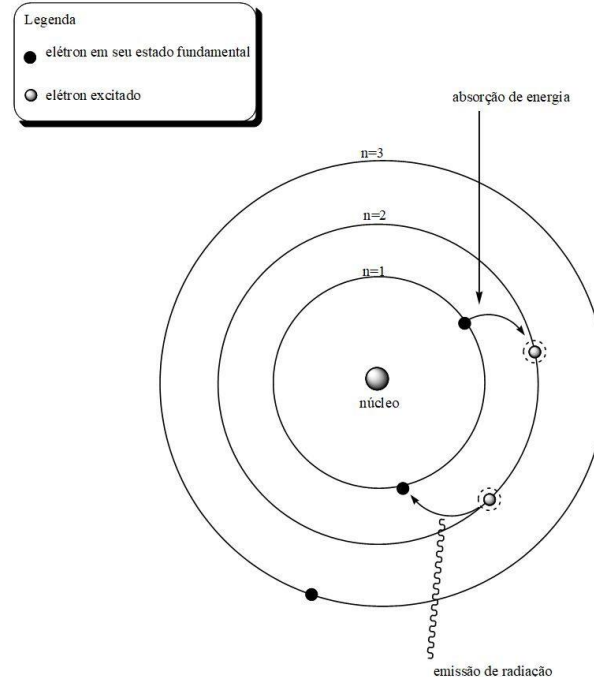 Legenda
elétron em seu estado fundamental
elétron excitado
absorção de energia
n=3
n=2
n=1
núcleo
emissão de radiação